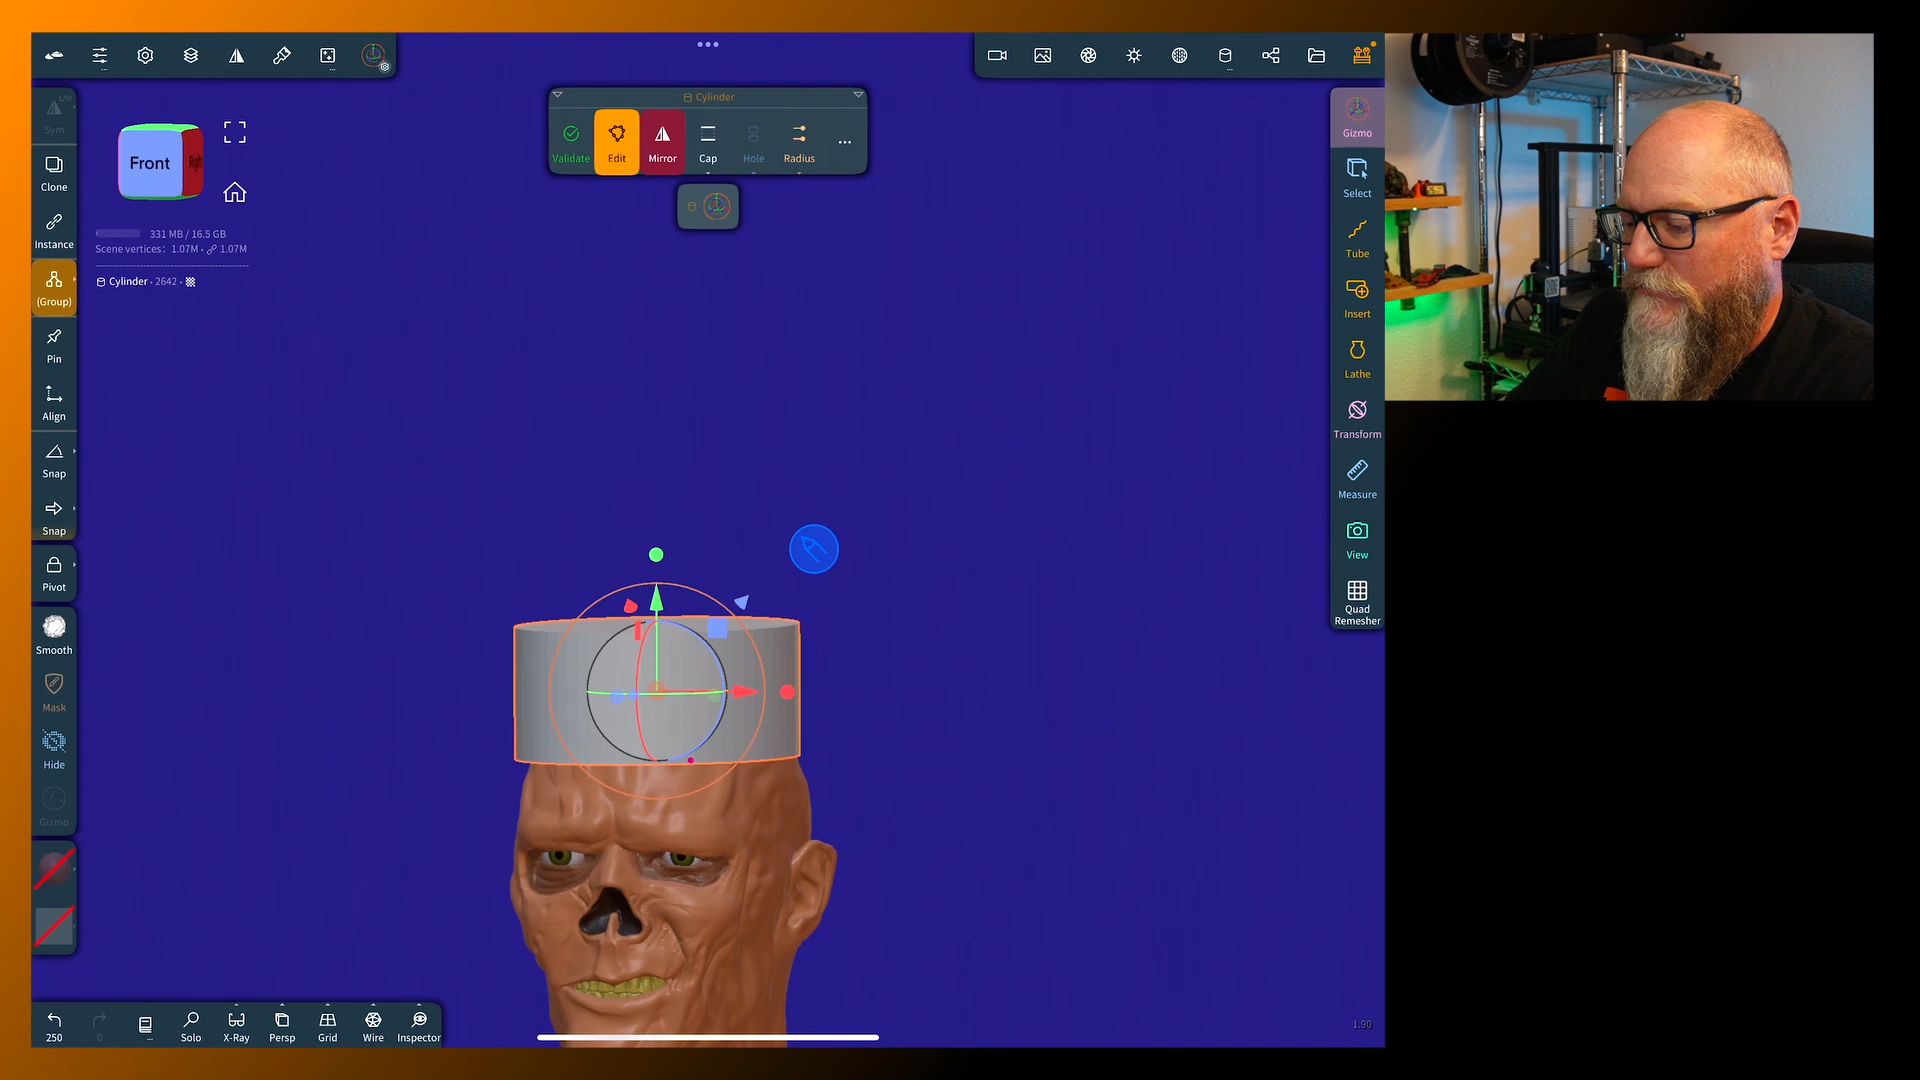 Cylinder
Validate
Edit
Mirror
Cap
Hole
Radius
...
L/W
Sym
Clone
Instance
(Group)
Pin
Align
Snap
Snap
Pivot
Smooth
Mask
Hide
Gizmo
Front
Right
331 MB / 16.5 GB
Scene vertices: 1.07M • 1.07M
Cylinder • 2642 •
Gizmo
Select
Tube
Insert
Lathe
Transform
Measure
View
Quad
Remesher
1.90
250
0
...
Solo
X-Ray
Persp
Grid
Wire
Inspector